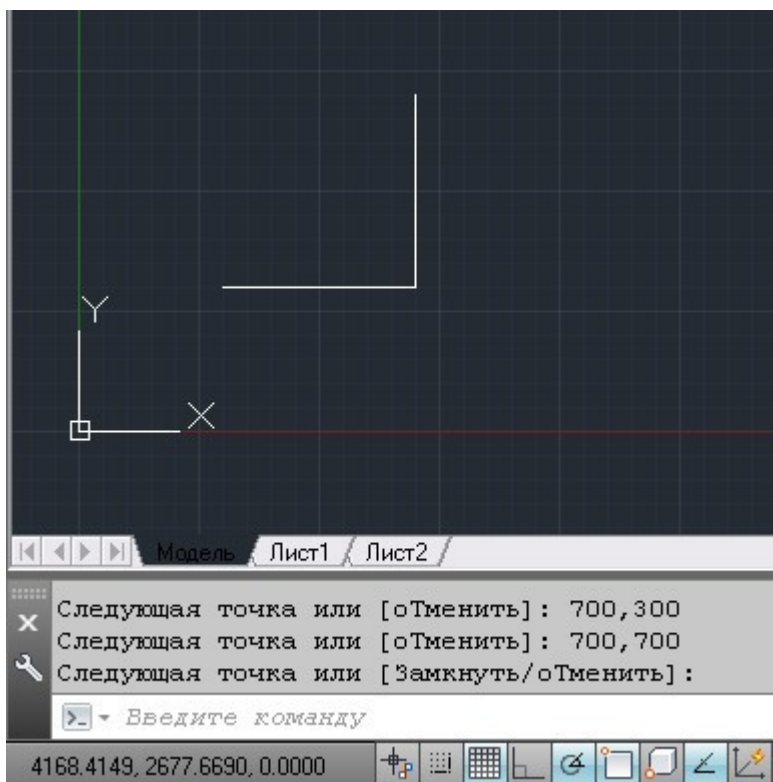 Y
X
Модель Лист1 Лист2
Следующая точка или [оТменить]: 700,300
Следующая точка или [оТменить]: 700,700
Следующая точка или [Замкнуть/оТменить]:
Введите команду
4168.4149, 2677.6690, 0.0000